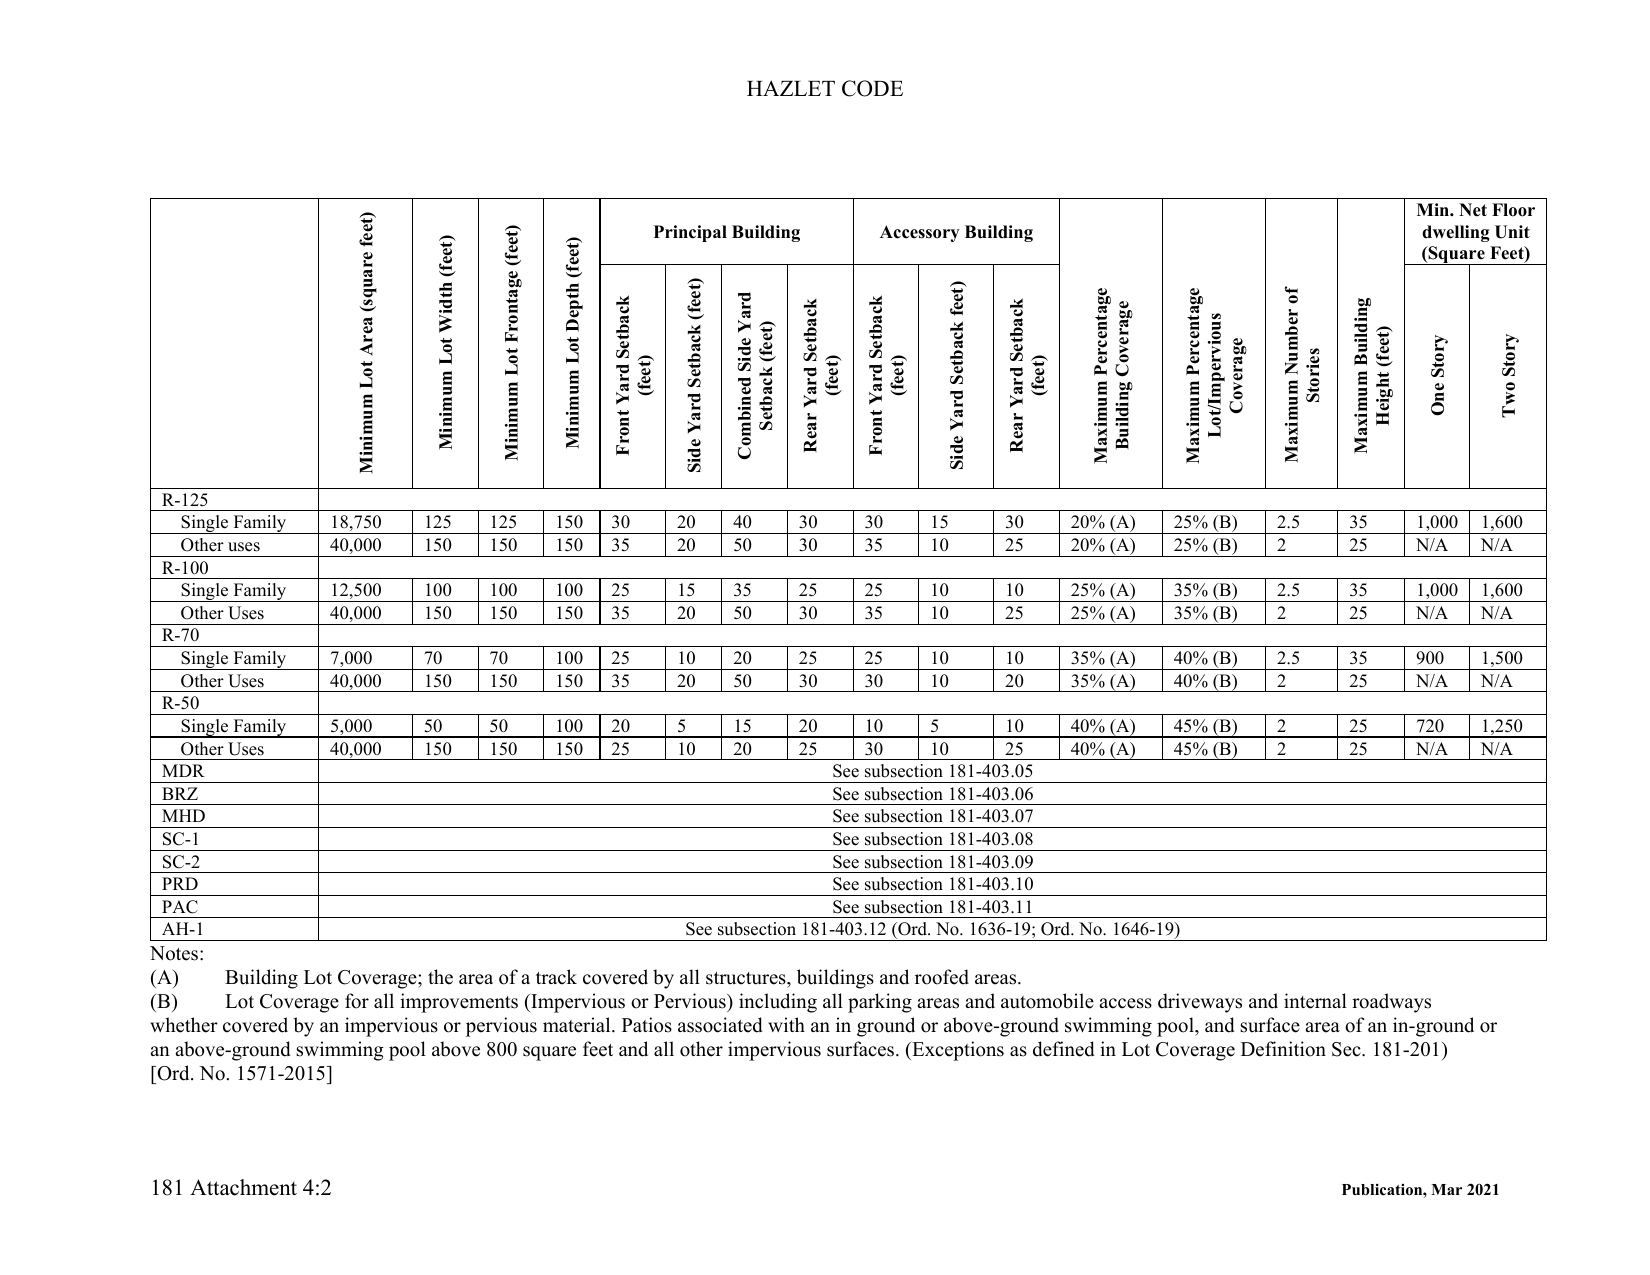 HAZLET CODE
Minimum Lot Area (square feet)
Minimum Lot Width (feet)
Minimum Lot Frontage (feet)
Minimum Lot Depth (feet)
Principal Building
Front Yard Setback
(feet)
Side Yard Setback (feet)
Combined Side Yard
Setback (feet)
Rear Yard Setback
(feet)
Accessory Building
Front Yard Setback
(feet)
Side Yard Setback feet)
Rear Yard Setback
(feet)
Maximum Percentage
Building Coverage
Maximum Percentage
Lot/Impervious
Coverage
Maximum Number of
Stories
Maximum Building
Height (feet)
Min. Net Floor
dwelling Unit
(Square Feet)
One Story
Two Story
R-125
Single Family 18,750 125 125 150 30 20 40 30 30 15 30 20% (A) 25% (B) 2.5 35 1,000 1,600
Other uses 40,000 150 150 150 35 20 50 30 35 10 25 20% (A) 25% (B) 2 25 N/A N/A
R-100
Single Family 12,500 100 100 100 25 15 35 25 25 10 10 25% (A) 35% (B) 2.5 35 1,000 1,600
Other Uses 40,000 150 150 150 35 20 50 30 35 10 25 25% (A) 35% (B) 2 25 N/A N/A
R-70
Single Family 7,000 70 70 100 25 10 20 25 25 10 10 35% (A) 40% (B) 2.5 35 900 1,500
Other Uses 40,000 150 150 150 35 20 50 30 30 10 20 35% (A) 40% (B) 2 25 N/A N/A
R-50
Single Family 5,000 50 50 100 20 5 15 20 10 5 10 40% (A) 45% (B) 2 25 720 1,250
Other Uses 40,000 150 150 150 25 10 20 25 30 10 25 40% (A) 45% (B) 2 25 N/A N/A
MDR See subsection 181-403.05
BRZ See subsection 181-403.06
MHD See subsection 181-403.07
SC-1 See subsection 181-403.08
SC-2 See subsection 181-403.09
PRD See subsection 181-403.10
PAC See subsection 181-403.11
AH-1 See subsection 181-403.12 (Ord. No. 1636-19; Ord. No. 1646-19)
Notes:
(A) Building Lot Coverage; the area of a track covered by all structures, buildings and roofed areas.
(B) Lot Coverage for all improvements (Impervious or Pervious) including all parking areas and automobile access driveways and internal roadways
whether covered by an impervious or pervious material. Patios associated with an in ground or above-ground swimming pool, and surface area of an in-ground or
an above-ground swimming pool above 800 square feet and all other impervious surfaces. (Exceptions as defined in Lot Coverage Definition Sec. 181-201)
[Ord. No. 1571-2015]
181 Attachment 4:2
Publication, Mar 2021